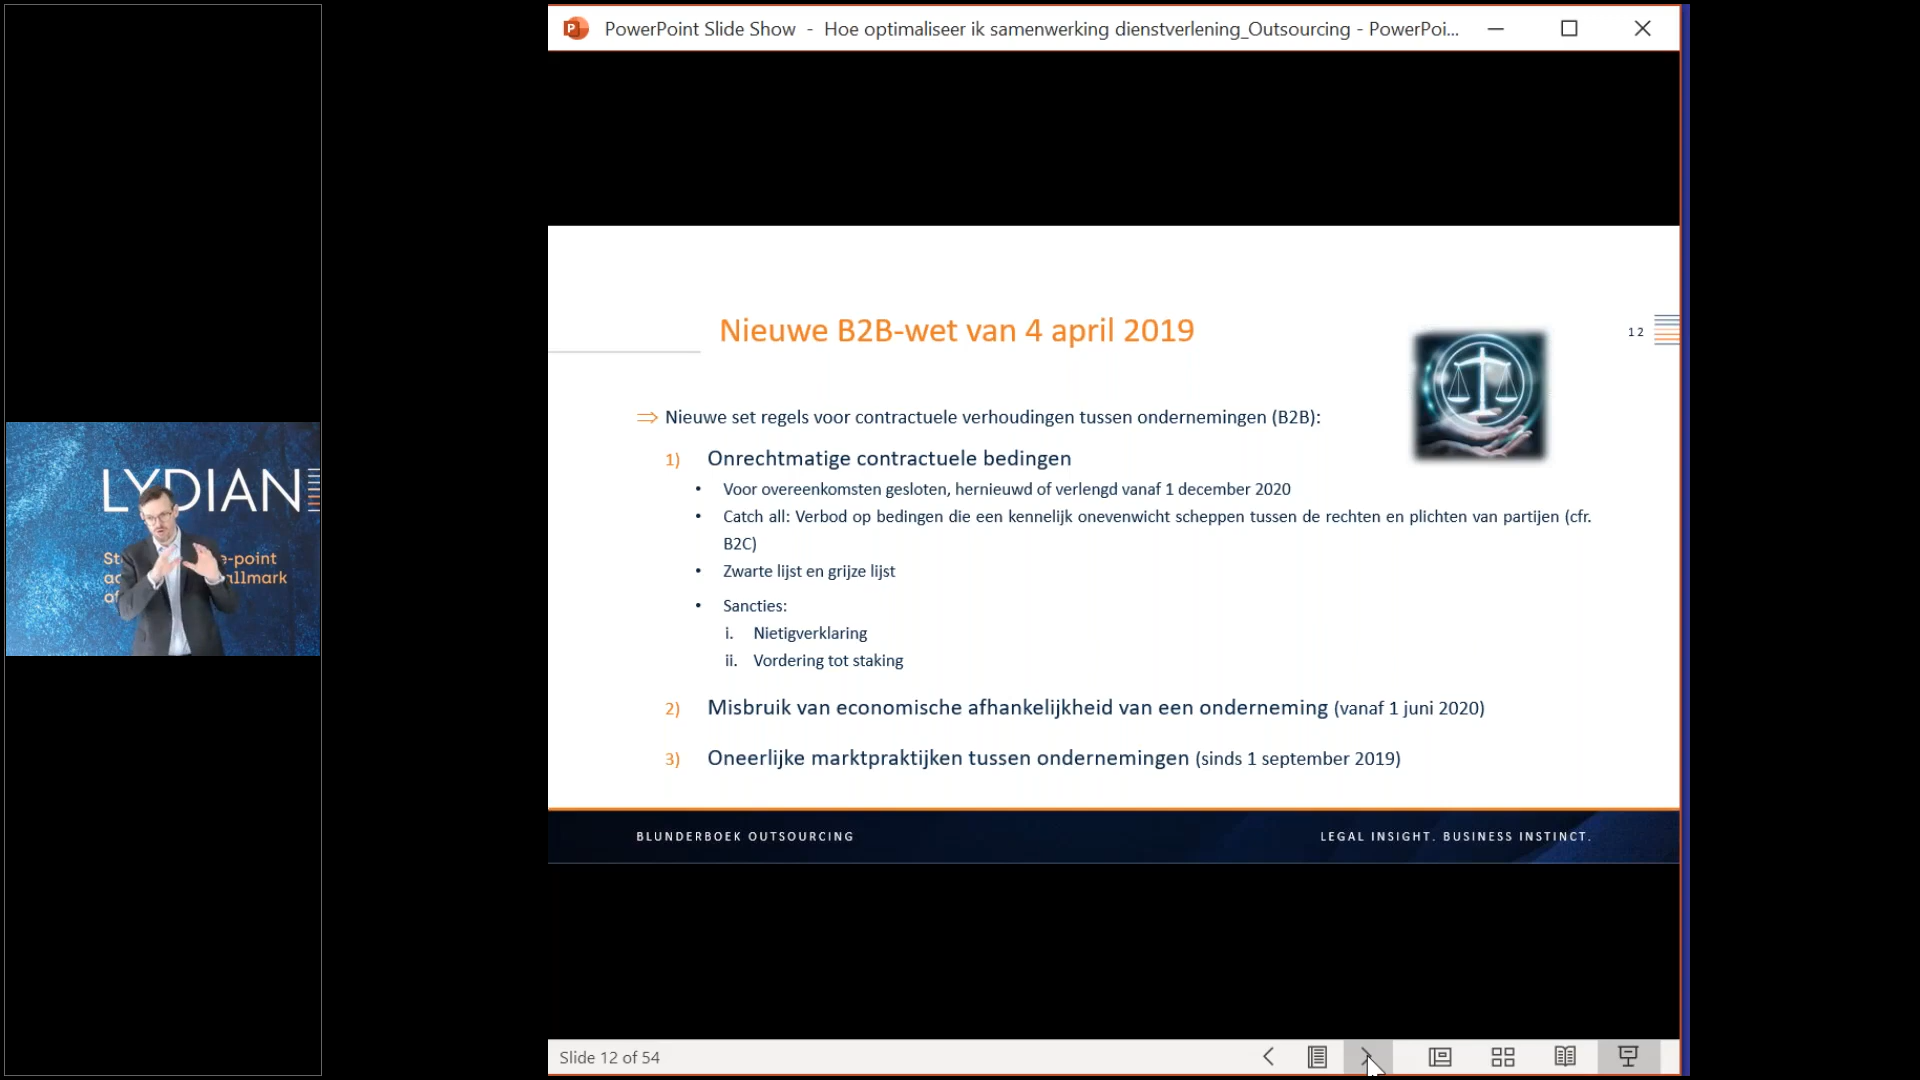 PowerPoint Slide Show - Hoe optimaliseer ik samenwerking dienstverlening_Outsourcing - PowerPoi...
LYDIAN
St e-point
ac allmark
of
Nieuwe B2B-wet van 4 april 2019
12
⇒ Nieuwe set regels voor contractuele verhoudingen tussen ondernemingen (B2B):
1) Onrechtmatige contractuele bedingen
• Voor overeenkomsten gesloten, hernieuwd of verlengd vanaf 1 december 2020
• Catch all: Verbod op bedingen die een kennelijk onevenwicht scheppen tussen de rechten en plichten van partijen (cfr.
B2C)
• Zwarte lijst en grijze lijst
• Sancties:
i. Nietigverklaring
ii. Vordering tot staking
2) Misbruik van economische afhankelijkheid van een onderneming (vanaf 1 juni 2020)
3) Oneerlijke marktpraktijken tussen ondernemingen (sinds 1 september 2019)
BLUNDERBOEK OUTSOURCING
LEGAL INSIGHT. BUSINESS INSTINCT.
Slide 12 of 54